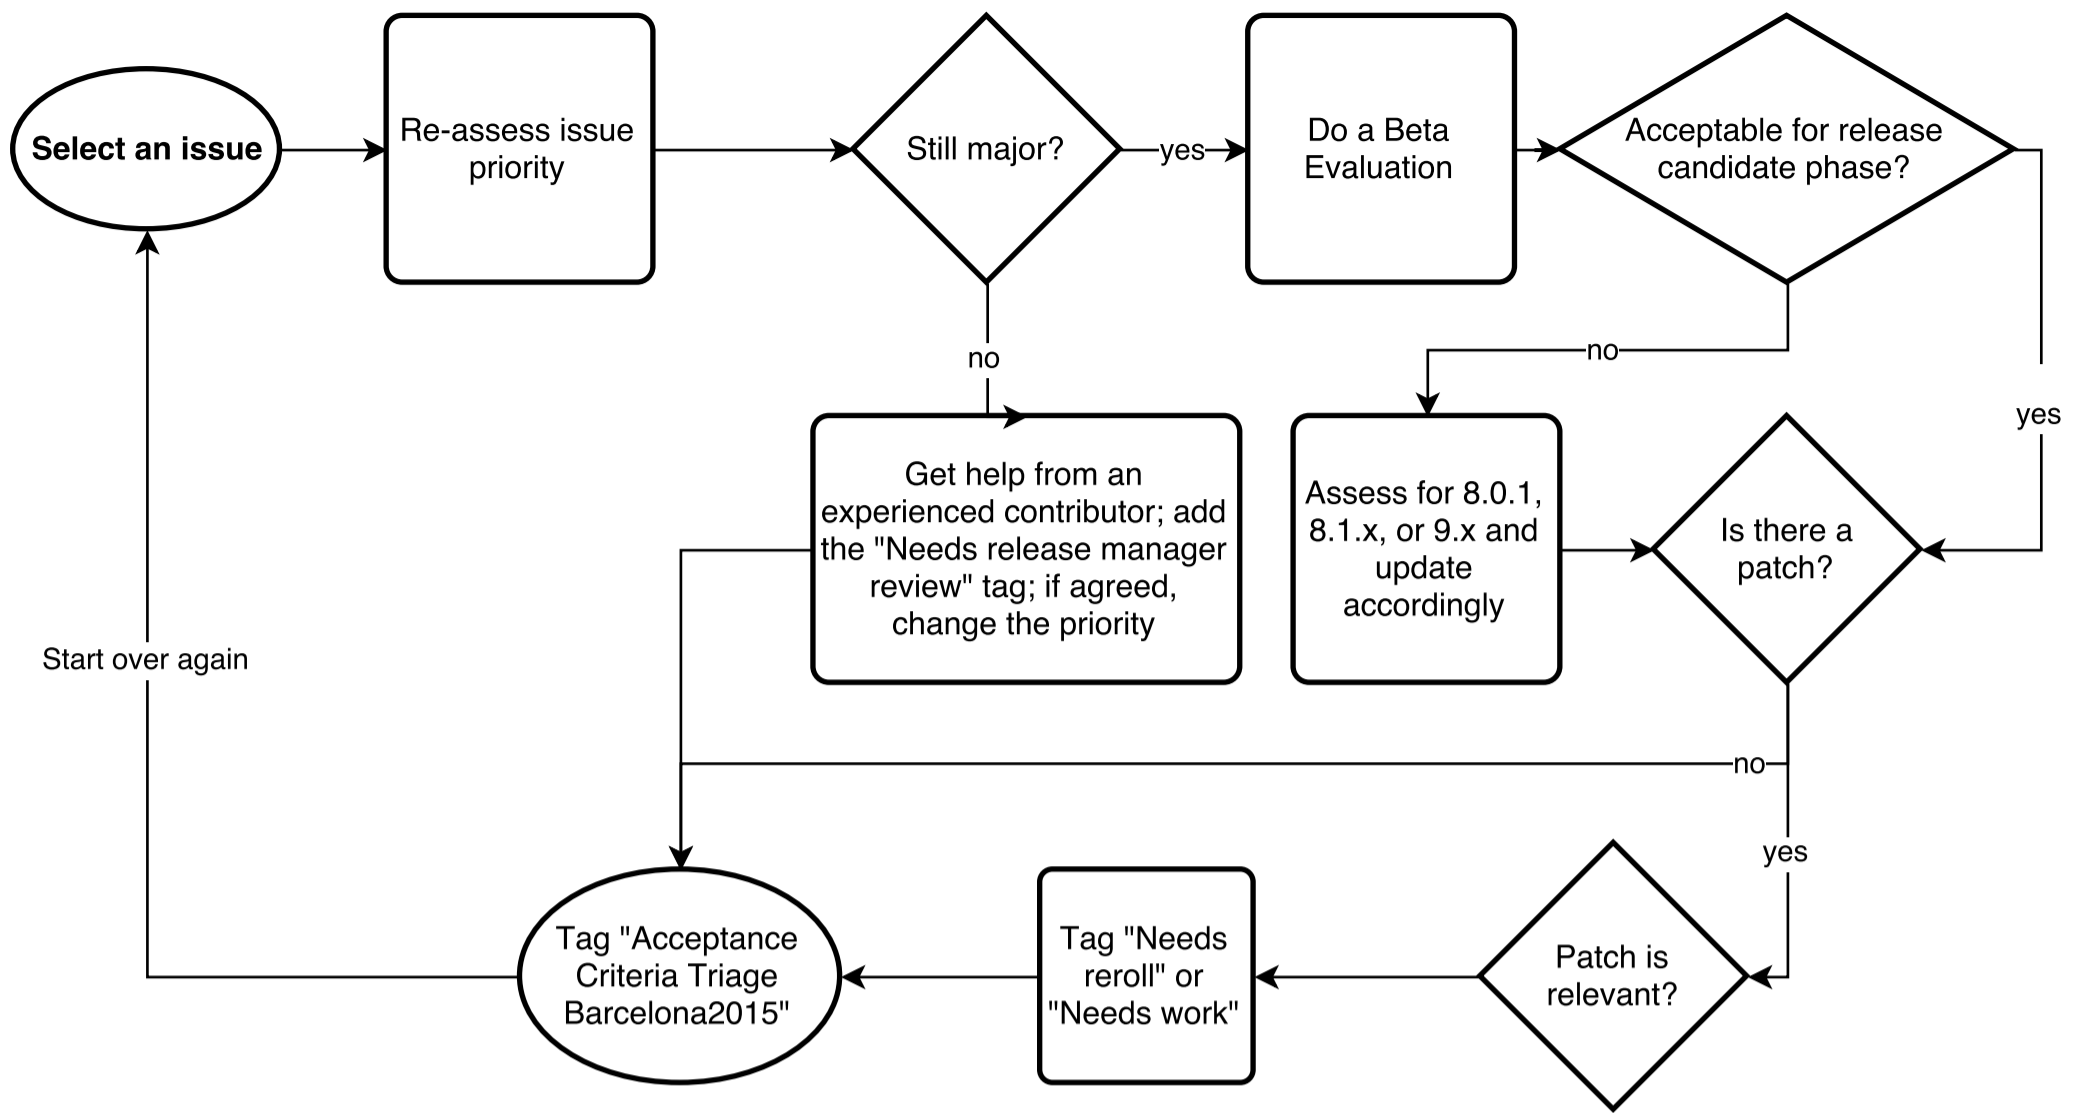 Select an issue
Re-assess issue
priority
Still major?
yes
Do a Beta
Evaluation
Acceptable for release
candidate phase?
no
no
yes
Get help from an
experienced contributor; add
the "Needs release manager
review" tag; if agreed,
change the priority
Assess for 8.0.1,
8.1.x, or 9.x and
update
accordingly
Is there a
patch?
Start over again
no
yes
Tag "Acceptance
Criteria Triage
Barcelona2015"
Tag "Needs
reroll" or
"Needs work"
Patch is
relevant?